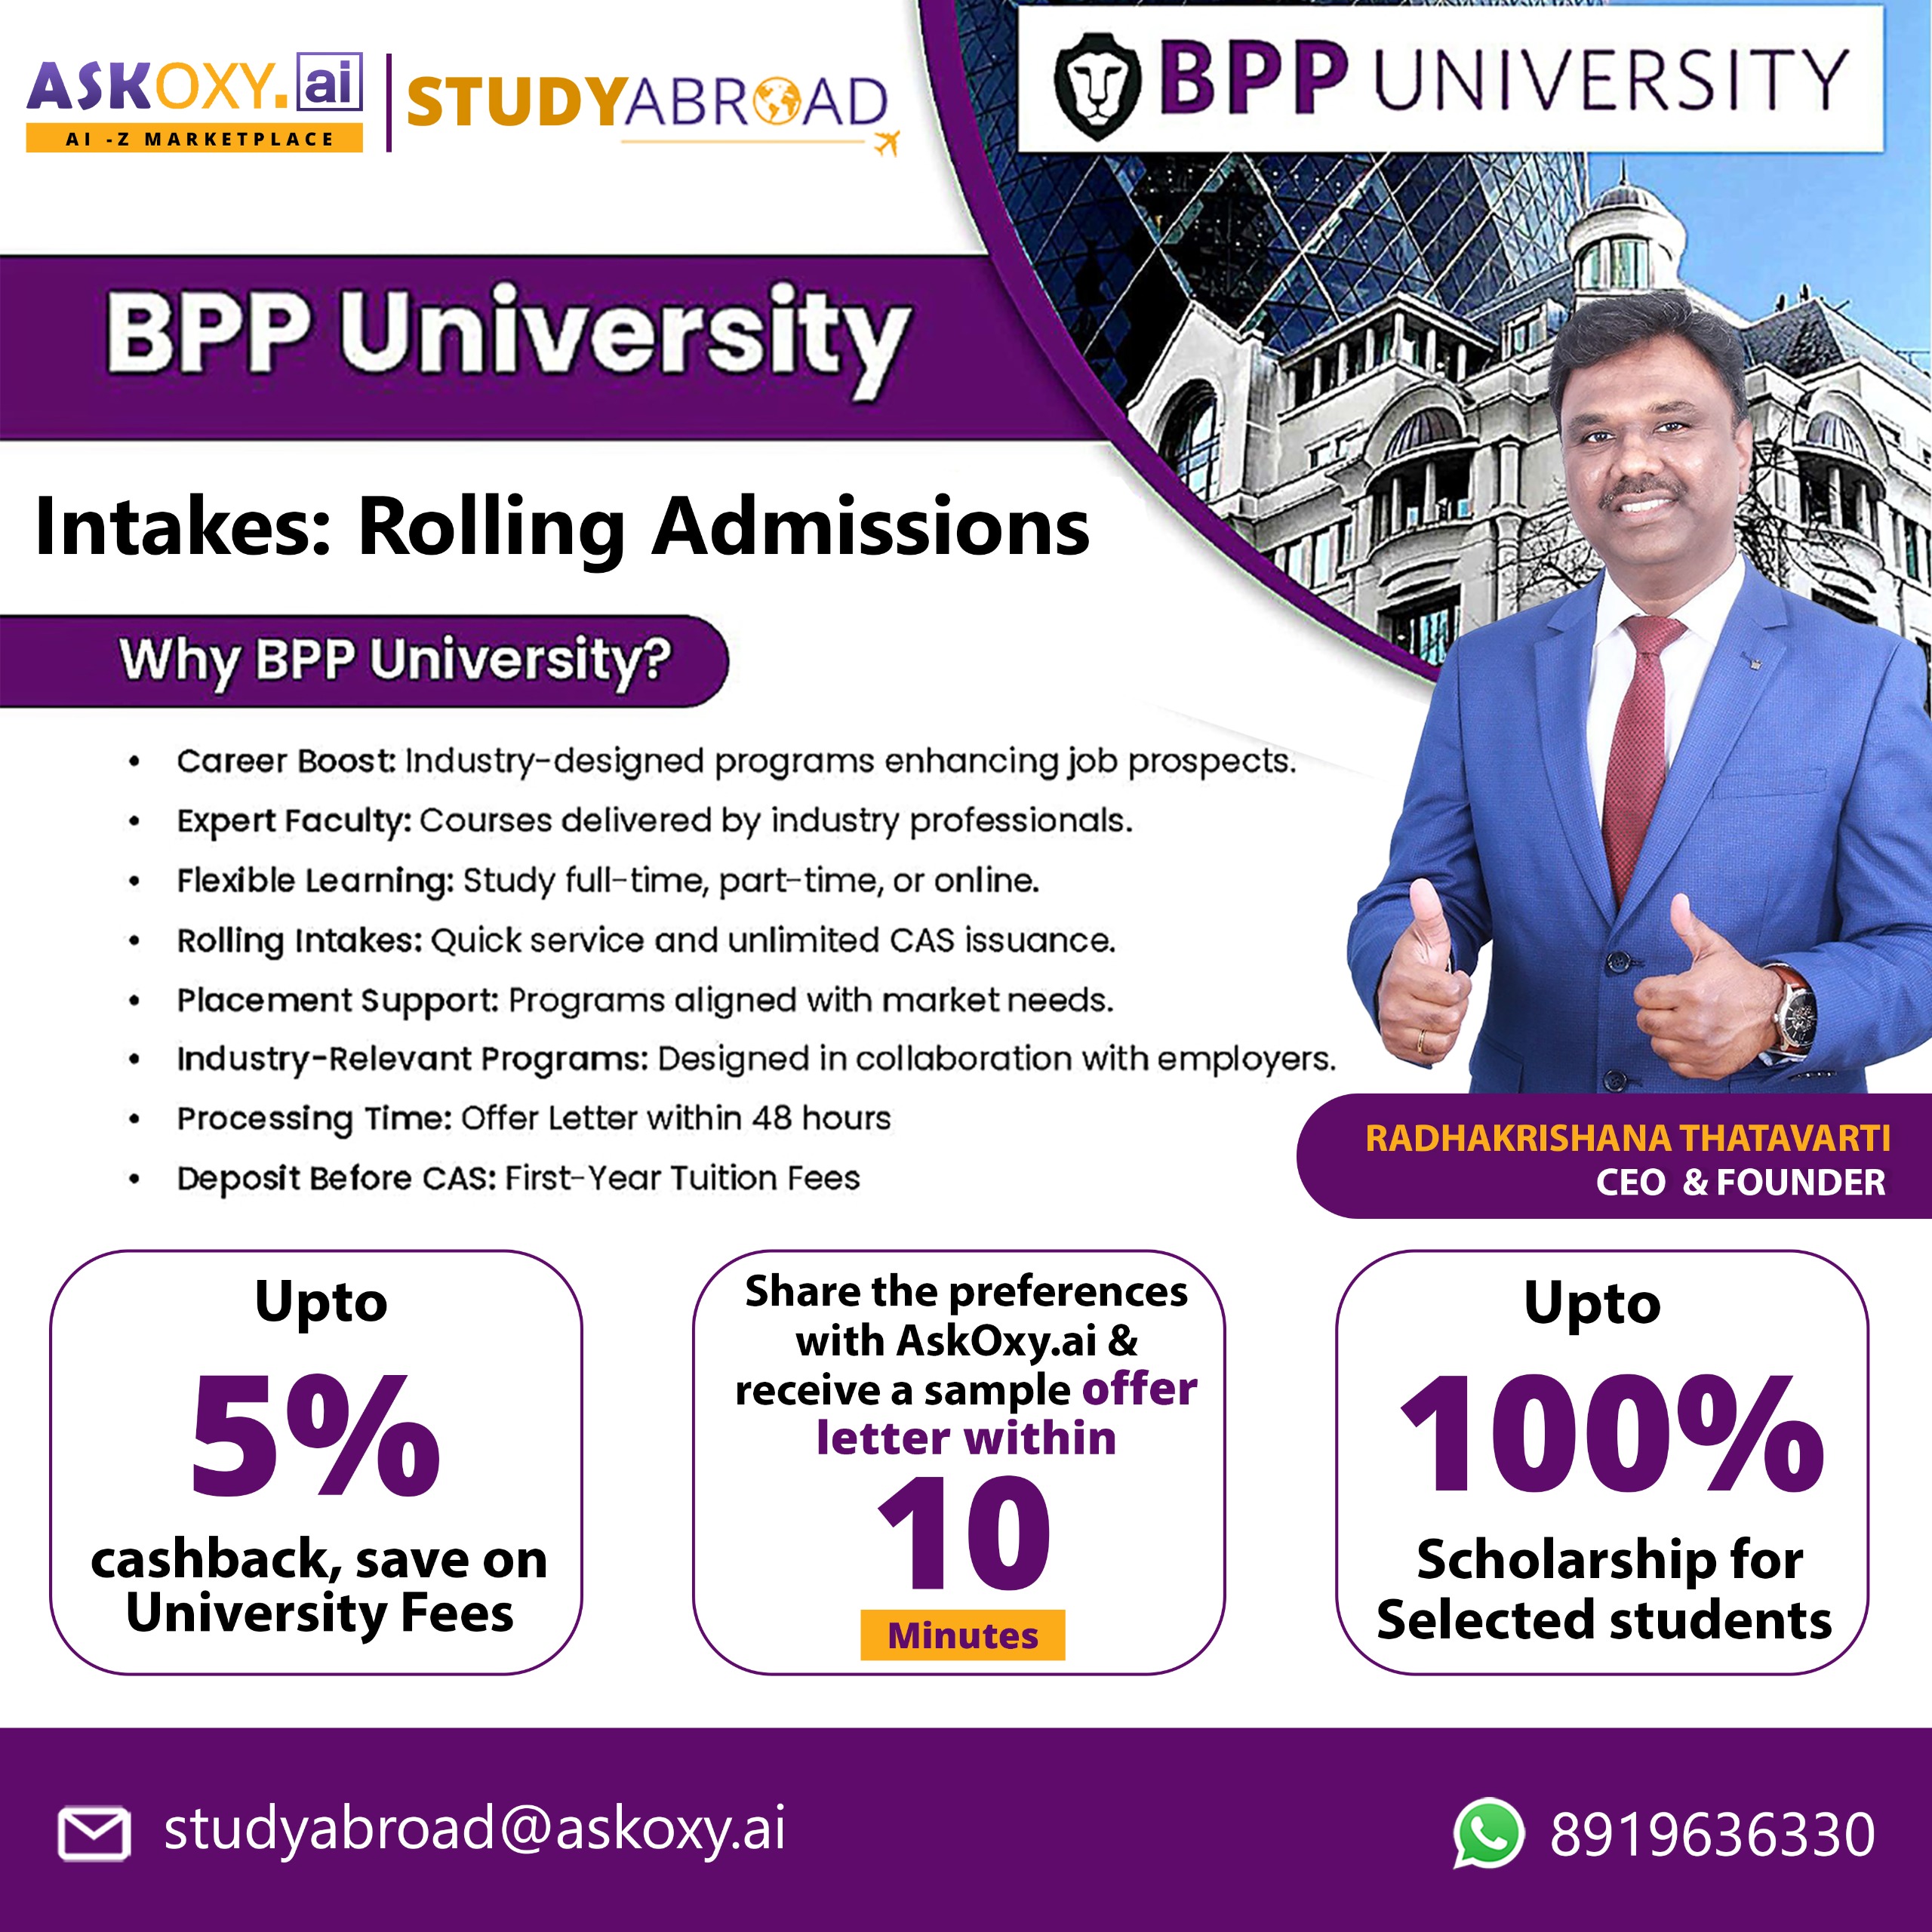 ASKOXY.ai
AI -Z MARKETPLACE
STUDYABROAD
BPP UNIVERSITY
BPP University
Intakes: Rolling Admissions
Why BPP University?
• Career Boost: Industry-designed programs enhancing job prospects.
• Expert Faculty: Courses delivered by industry professionals.
• Flexible Learning: Study full-time, part-time, or online.
• Rolling Intakes: Quick service and unlimited CAS issuance.
• Placement Support: Programs aligned with market needs.
• Industry-Relevant Programs: Designed in collaboration with employers.
• Processing Time: Offer Letter within 48 hours
• Deposit Before CAS: First-Year Tuition Fees
RADHAKRISHANA THATAVARTI
CEO & FOUNDER
Upto
5%
cashback, save on
University Fees
Share the preferences
with AskOxy.ai &
receive a sample offer
letter within
10
Minutes
Upto
100%
Scholarship for
Selected students
studyabroad@askoxy.ai
8919636330